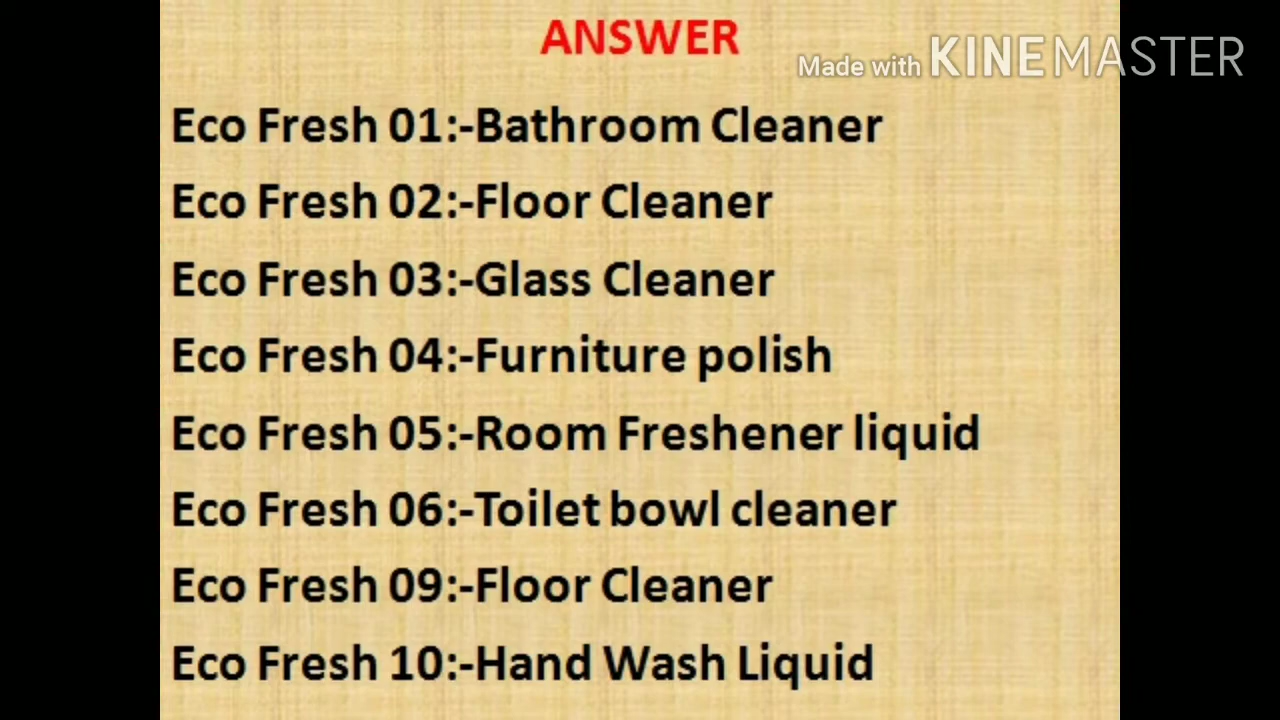 ANSWER
Made with KINEMASTER
Eco Fresh 01:-Bathroom Cleaner
Eco Fresh 02:-Floor Cleaner
Eco Fresh 03:-Glass Cleaner
Eco Fresh 04:-Furniture polish
Eco Fresh 05:-Room Freshener liquid
Eco Fresh 06:-Toilet bowl cleaner
Eco Fresh 09:-Floor Cleaner
Eco Fresh 10:-Hand Wash Liquid